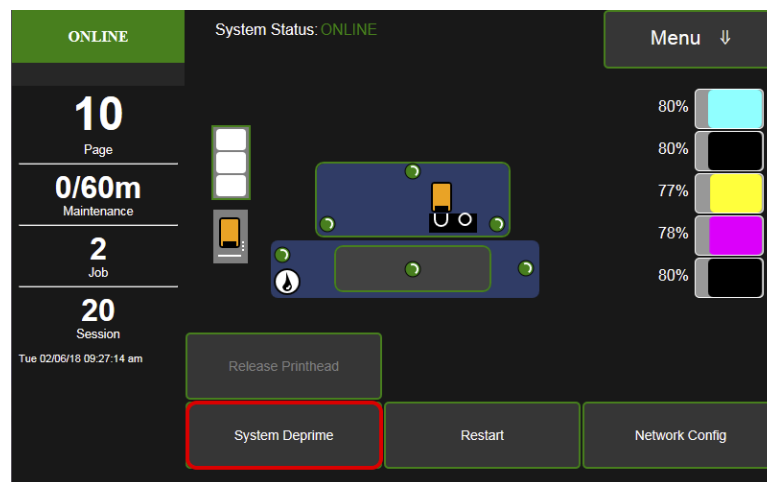 ONLINE
System Status: ONLINE
Menu ⇓
10
Page
0/60m
Maintenance
2
Job
20
Session
Tue 02/06/18 09:27:14 am
80%
80%
77%
78%
80%
Release Printhead
System Deprime
Restart
Network Config